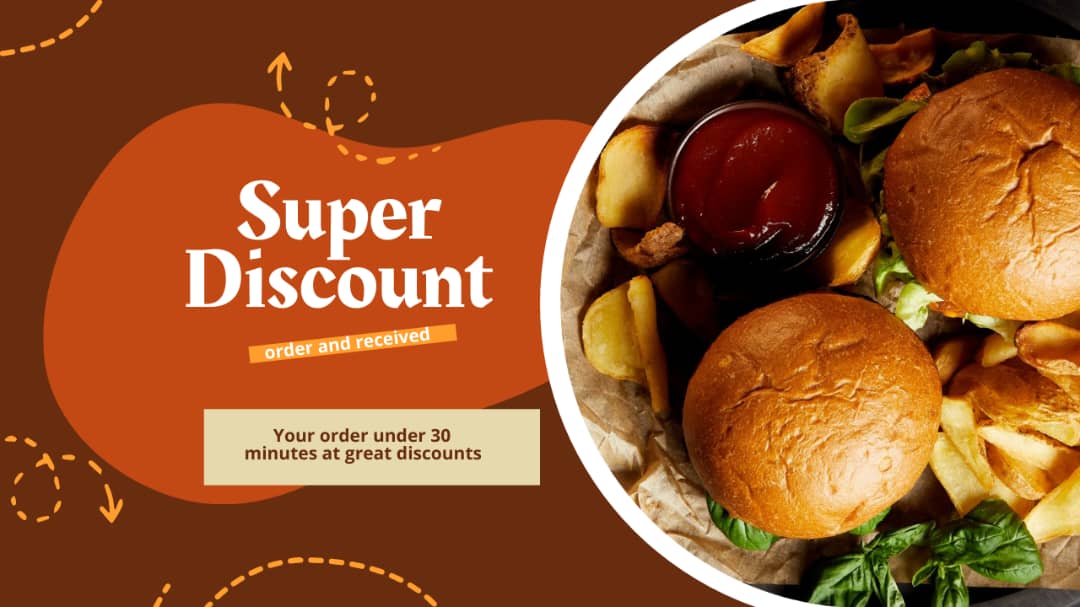 Super
Discount
order and received
Your order under 30
minutes at great discounts